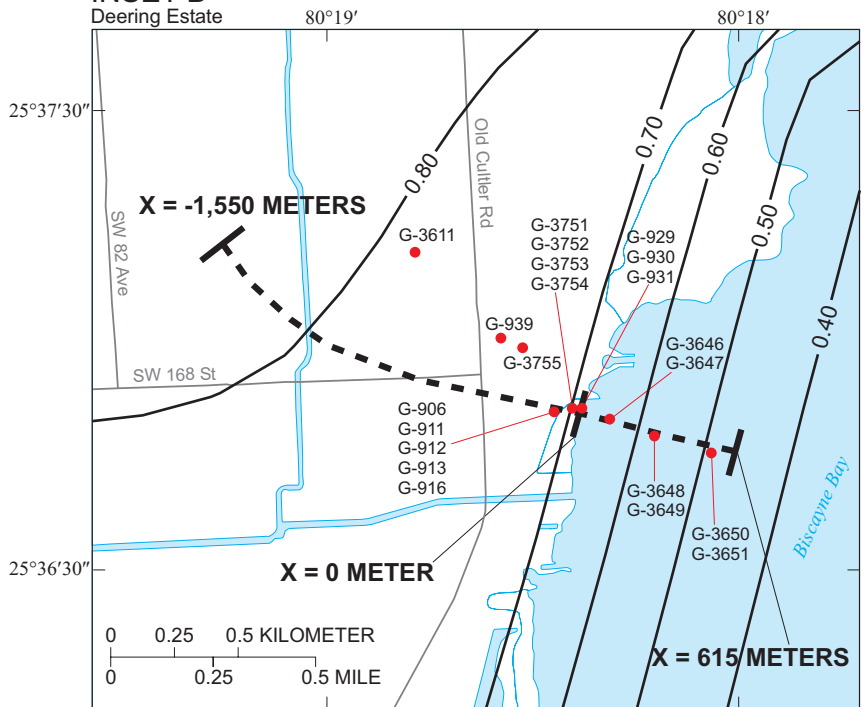 Deering Estate
80°19′
80°18′
25°37′30″
0.80
Old Cultler Rd
0.70
0.60
0.50
0.40
X = -1,550 METERS
SW 82 Ave
G-3611
G-3751
G-3752
G-3753
G-3754
G-929
G-930
G-931
G-939
G-3755
G-3646
G-3647
SW 168 St
G-906
G-911
G-912
G-913
G-916
G-3648
G-3649
G-3650
G-3651
Biscayne Bay
25°36′30″
X = 0 METER
X = 615 METERS
0 0.25 0.5 KILOMETER
0 0.25 0.5 MILE